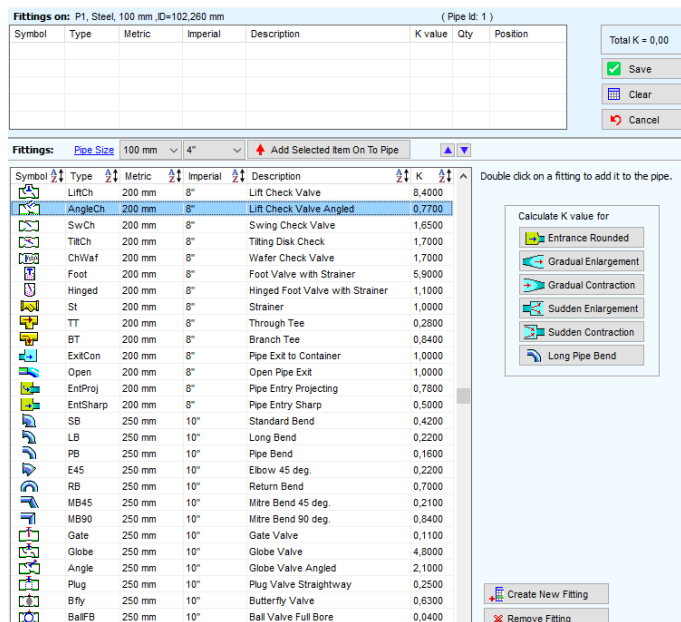 Fittings on: P1, Steel, 100 mm ,ID=102,260 mm ( Pipe Id: 1 )
Symbol Type Metric Imperial Description K value Qty Position
Total K = 0,00
Save
Clear
Cancel
Fittings: Pipe Size 100 mm 4" Add Selected Item On To Pipe
Symbol Type Metric Imperial Description K
Double click on a fitting to add it to the pipe.
LiftCh 200 mm 8" Lift Check Valve 8,4000
AngleCh 200 mm 8" Lift Check Valve Angled 0,7700
SwCh 200 mm 8" Swing Check Valve 1,6500
TiltCh 200 mm 8" Tilting Disk Check 1,7000
ChWaf 200 mm 8" Wafer Check Valve 1,7000
Foot 200 mm 8" Foot Valve with Strainer 5,9000
Hinged 200 mm 8" Hinged Foot Valve with Strainer 1,1000
St 200 mm 8" Strainer 1,0000
TT 200 mm 8" Through Tee 0,2800
BT 200 mm 8" Branch Tee 0,8400
ExitCon 200 mm 8" Pipe Exit to Container 1,0000
Open 200 mm 8" Open Pipe Exit 1,0000
EntProj 200 mm 8" Pipe Entry Projecting 0,7800
EntSharp 200 mm 8" Pipe Entry Sharp 0,5000
SB 250 mm 10" Standard Bend 0,4200
LB 250 mm 10" Long Bend 0,2200
PB 250 mm 10" Pipe Bend 0,1600
E45 250 mm 10" Elbow 45 deg. 0,2200
RB 250 mm 10" Return Bend 0,7000
MB45 250 mm 10" Mitre Bend 45 deg. 0,2100
MB90 250 mm 10" Mitre Bend 90 deg. 0,8400
Gate 250 mm 10" Gate Valve 0,1100
Globe 250 mm 10" Globe Valve 4,8000
Angle 250 mm 10" Globe Valve Angled 2,1000
Plug 250 mm 10" Plug Valve Straightway 0,2500
Bfly 250 mm 10" Butterfly Valve 0,6300
BallFB 250 mm 10" Ball Valve Full Bore 0,0400
Calculate K value for
Entrance Rounded
Gradual Enlargement
Gradual Contraction
Sudden Enlargement
Sudden Contraction
Long Pipe Bend
Create New Fitting
Remove Fitting